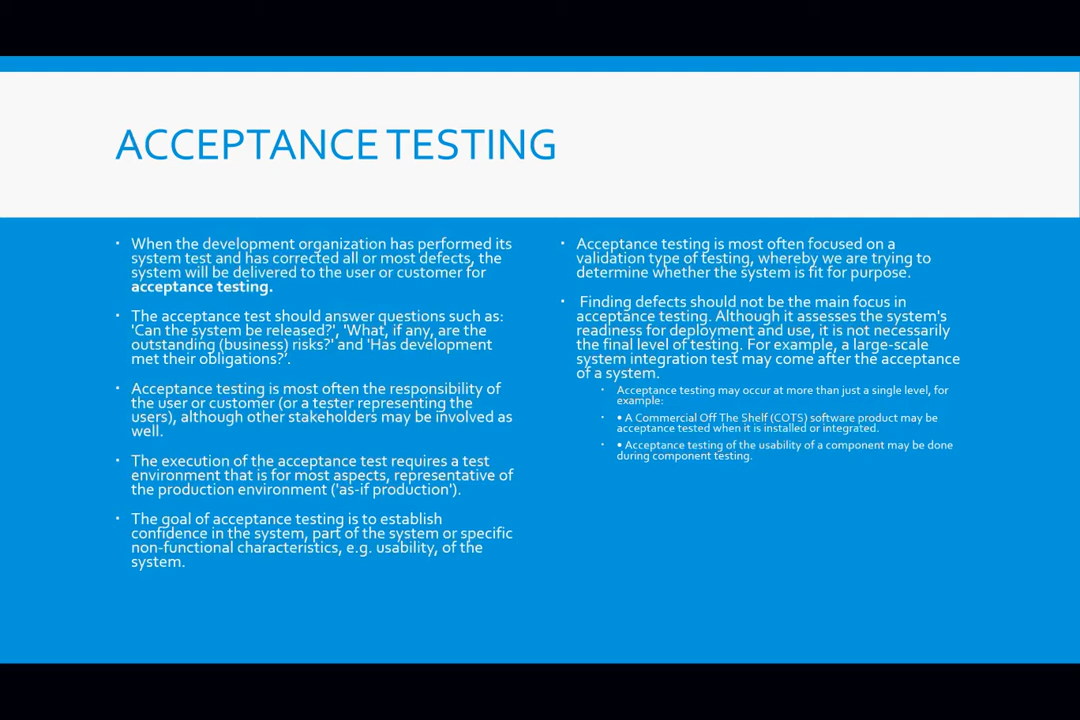 ACCEPTANCE TESTING
▪ When the development organization has performed its
system test and has corrected all or most defects, the
system will be delivered to the user or customer for
acceptance testing.
▪ The acceptance test should answer questions such as:
'Can the system be released?', 'What, if any, are the
outstanding (business) risks?' and 'Has development
met their obligations?'.
▪ Acceptance testing is most often the responsibility of
the user or customer (or a tester representing the
users), although other stakeholders may be involved as
well.
▪ The execution of the acceptance test requires a test
environment that is for most aspects, representative of
the production environment ('as-if production').
▪ The goal of acceptance testing is to establish
confidence in the system, part of the system or specific
non-functional characteristics, e.g. usability, of the
system.
▪ Acceptance testing is most often focused on a
validation type of testing, whereby we are trying to
determine whether the system is fit for purpose.
▪ Finding defects should not be the main focus in
acceptance testing. Although it assesses the system's
readiness for deployment and use, it is not necessarily
the final level of testing. For example, a large-scale
system integration test may come after the acceptance
of a system.
▪ Acceptance testing may occur at more than just a single level, for
example:
▪ • A Commercial Off The Shelf (COTS) software product may be
acceptance tested when it is installed or integrated.
▪ • Acceptance testing of the usability of a component may be done
during component testing.